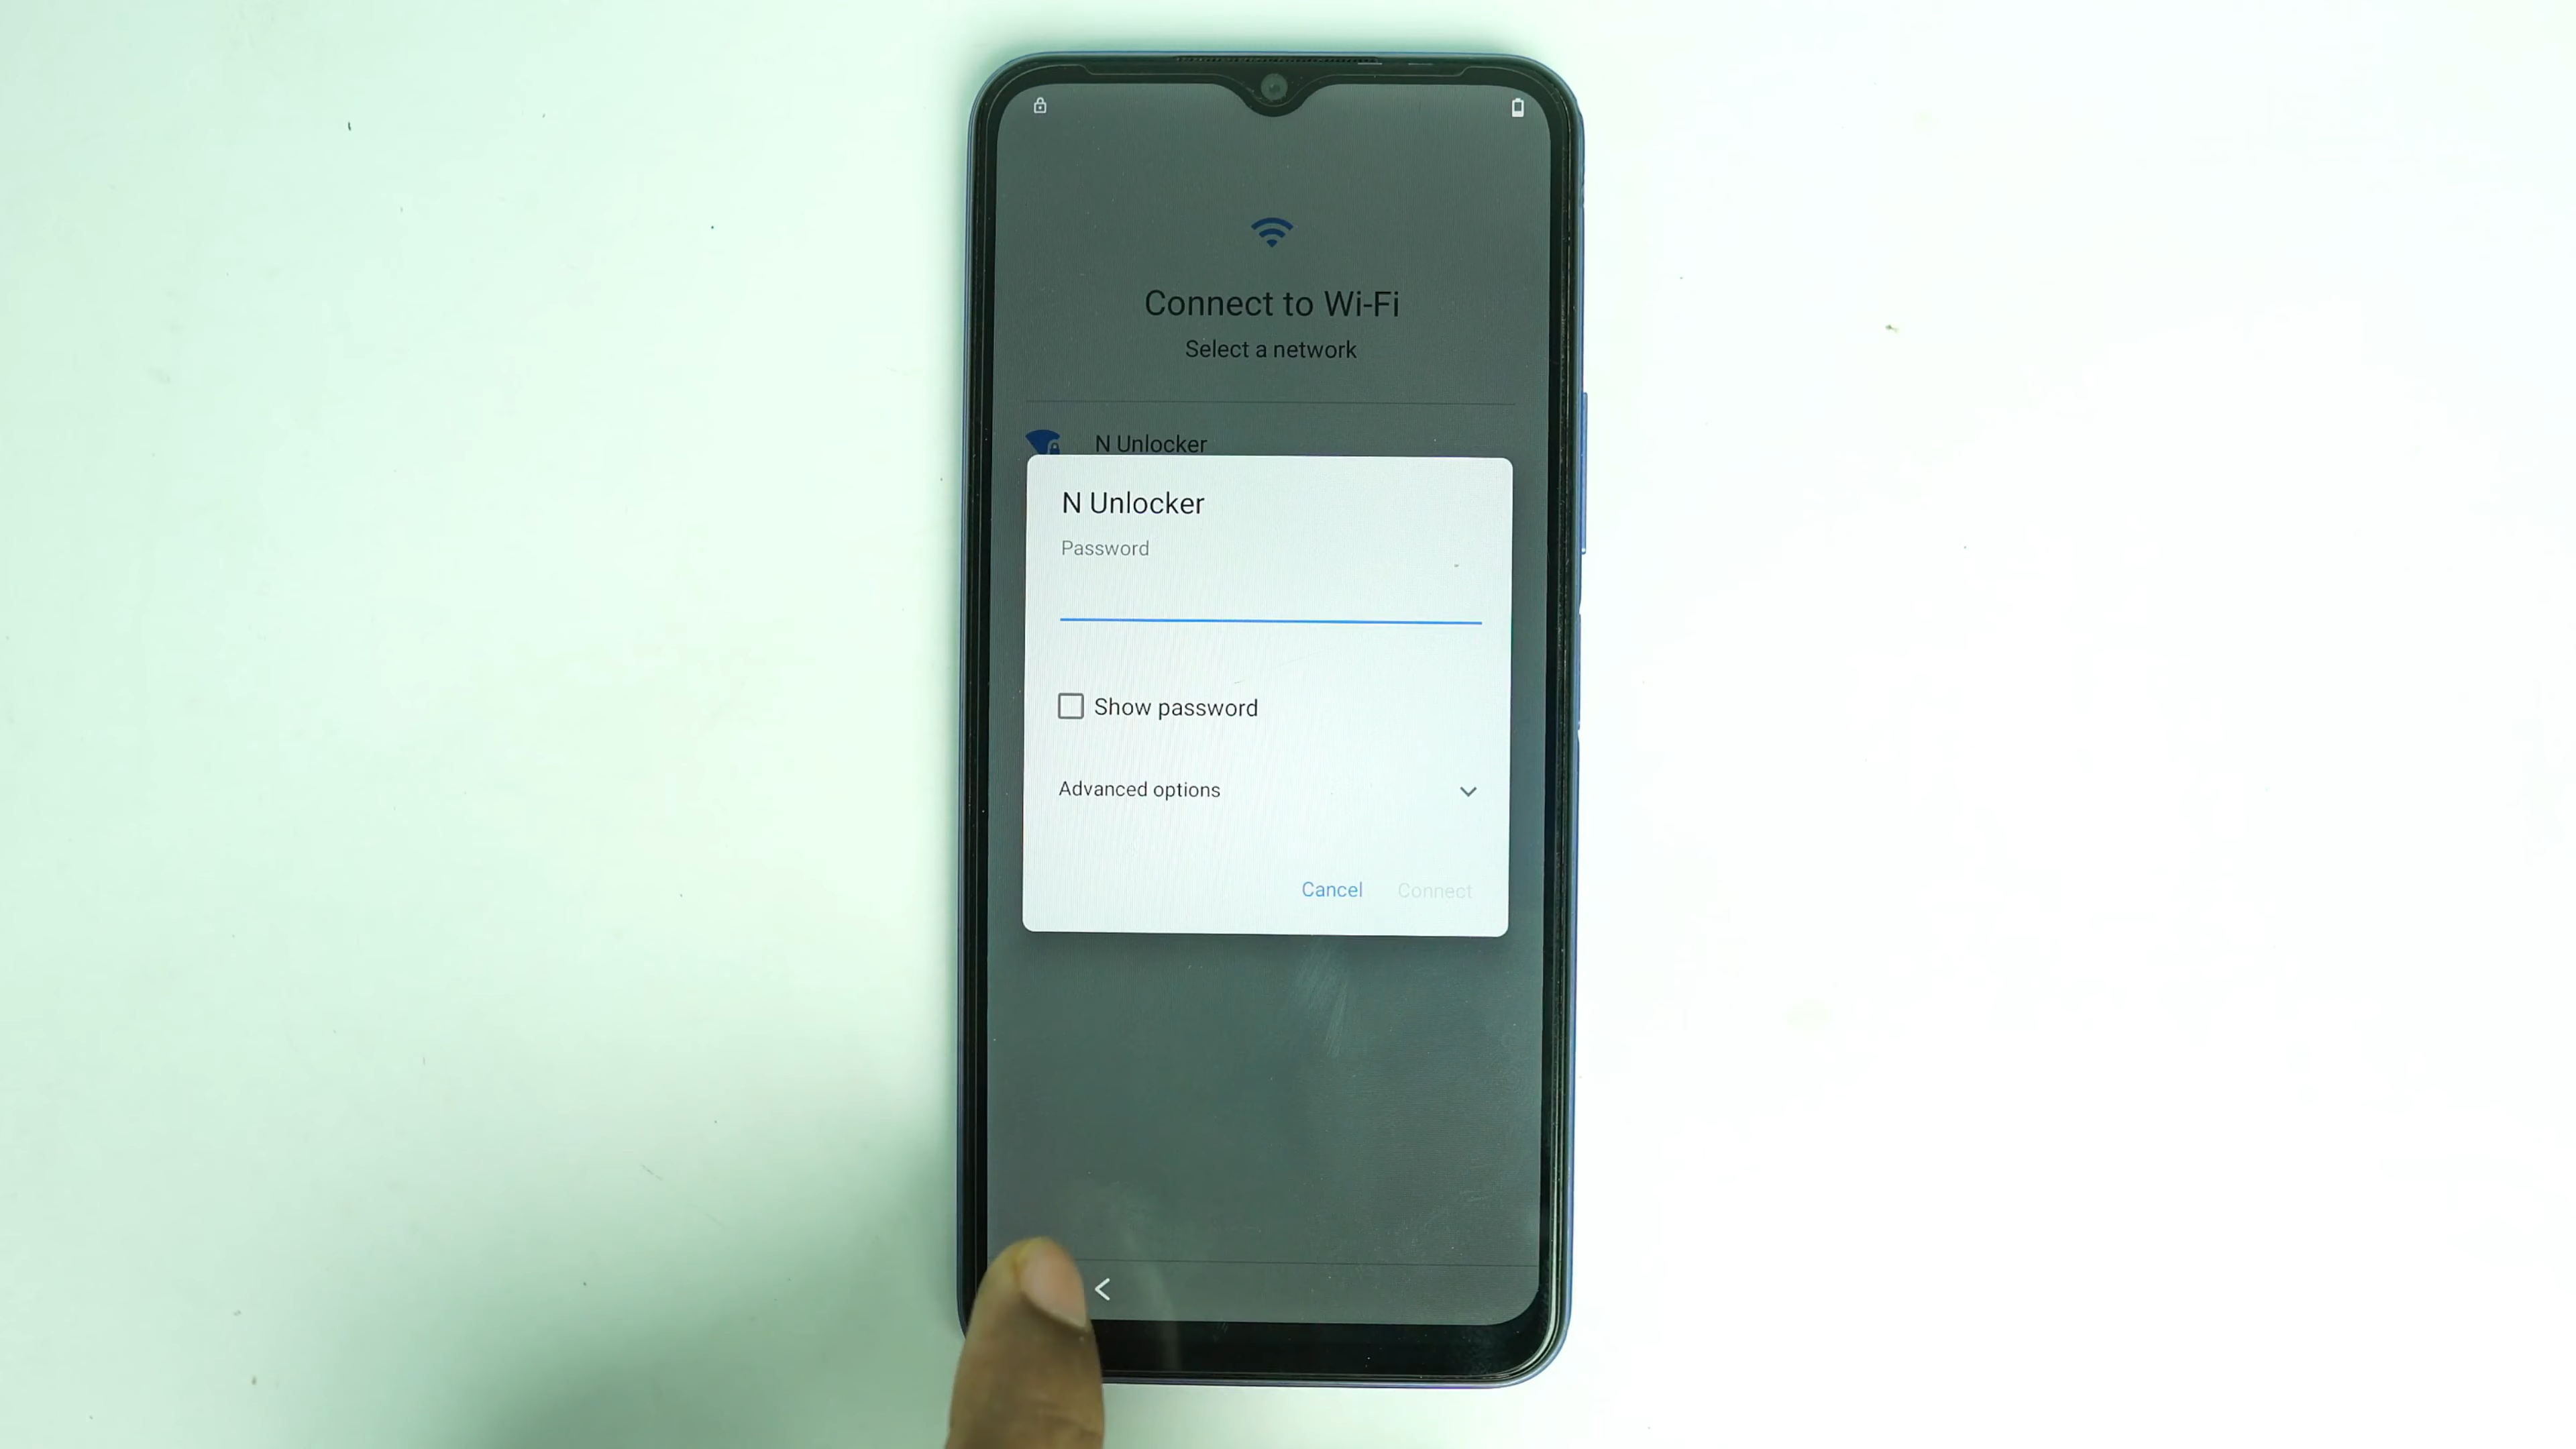 Connect to Wi-Fi
Select a network
N Unlocker
N Unlocker
Password
Show password
Advanced options
Cancel Connect